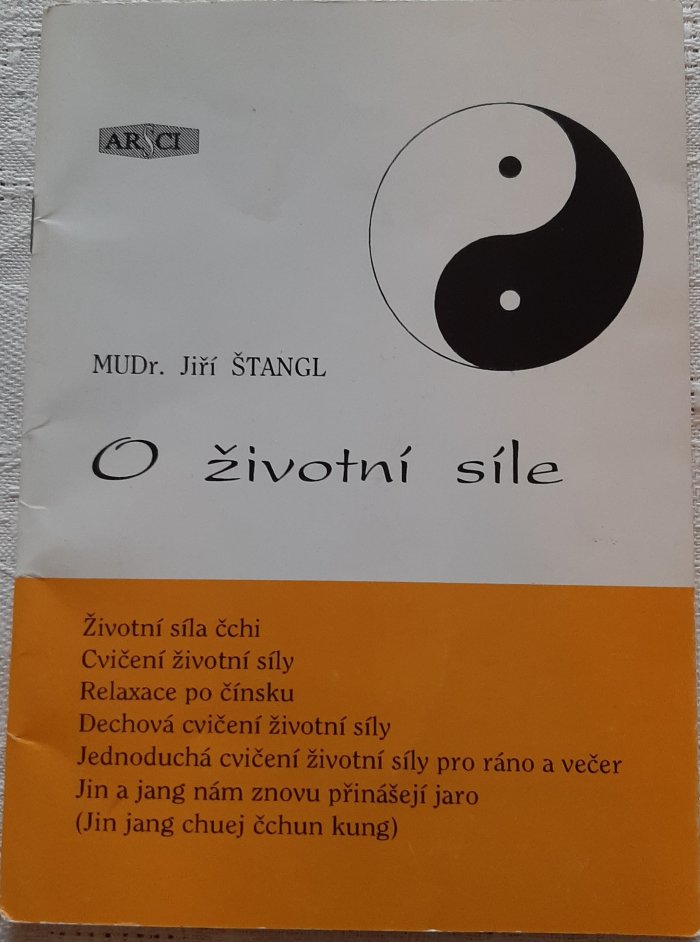 ARSCI
MUDr. Jiří ŠTANGL
O životní síle
Životní síla čchi
Cvičení životní síly
Relaxace po čínsku
Dechová cvičení životní síly
Jednoduchá cvičení životní síly pro ráno a večer
Jin a jang nám znovu přinášejí jaro
(Jin jang chuej čchun kung)